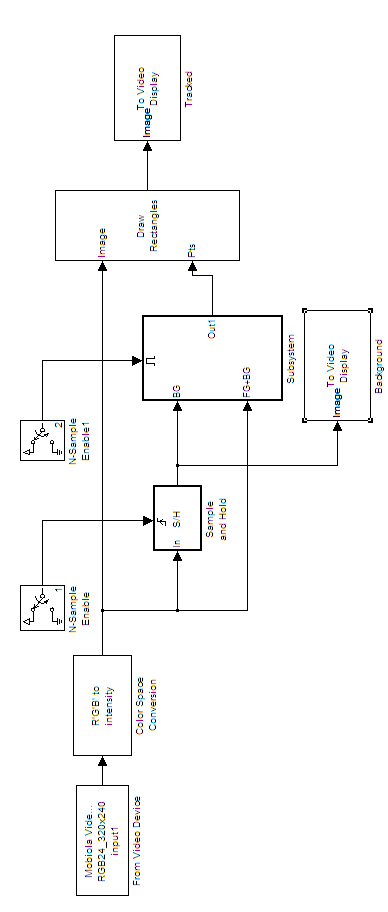 Mobiola Vide...
RGB24_320x240
input1
From Video Device
R'G'B' to
intensity
Color Space
Conversion
1
N-Sample
Enable
2
N-Sample
Enable1
In
S/H
Sample
and Hold
BG
FG+BG
Out1
Subsystem
Image
To Video
Display
Background
Image
Pts
Draw
Rectangles
Image
To Video
Display
Tracked